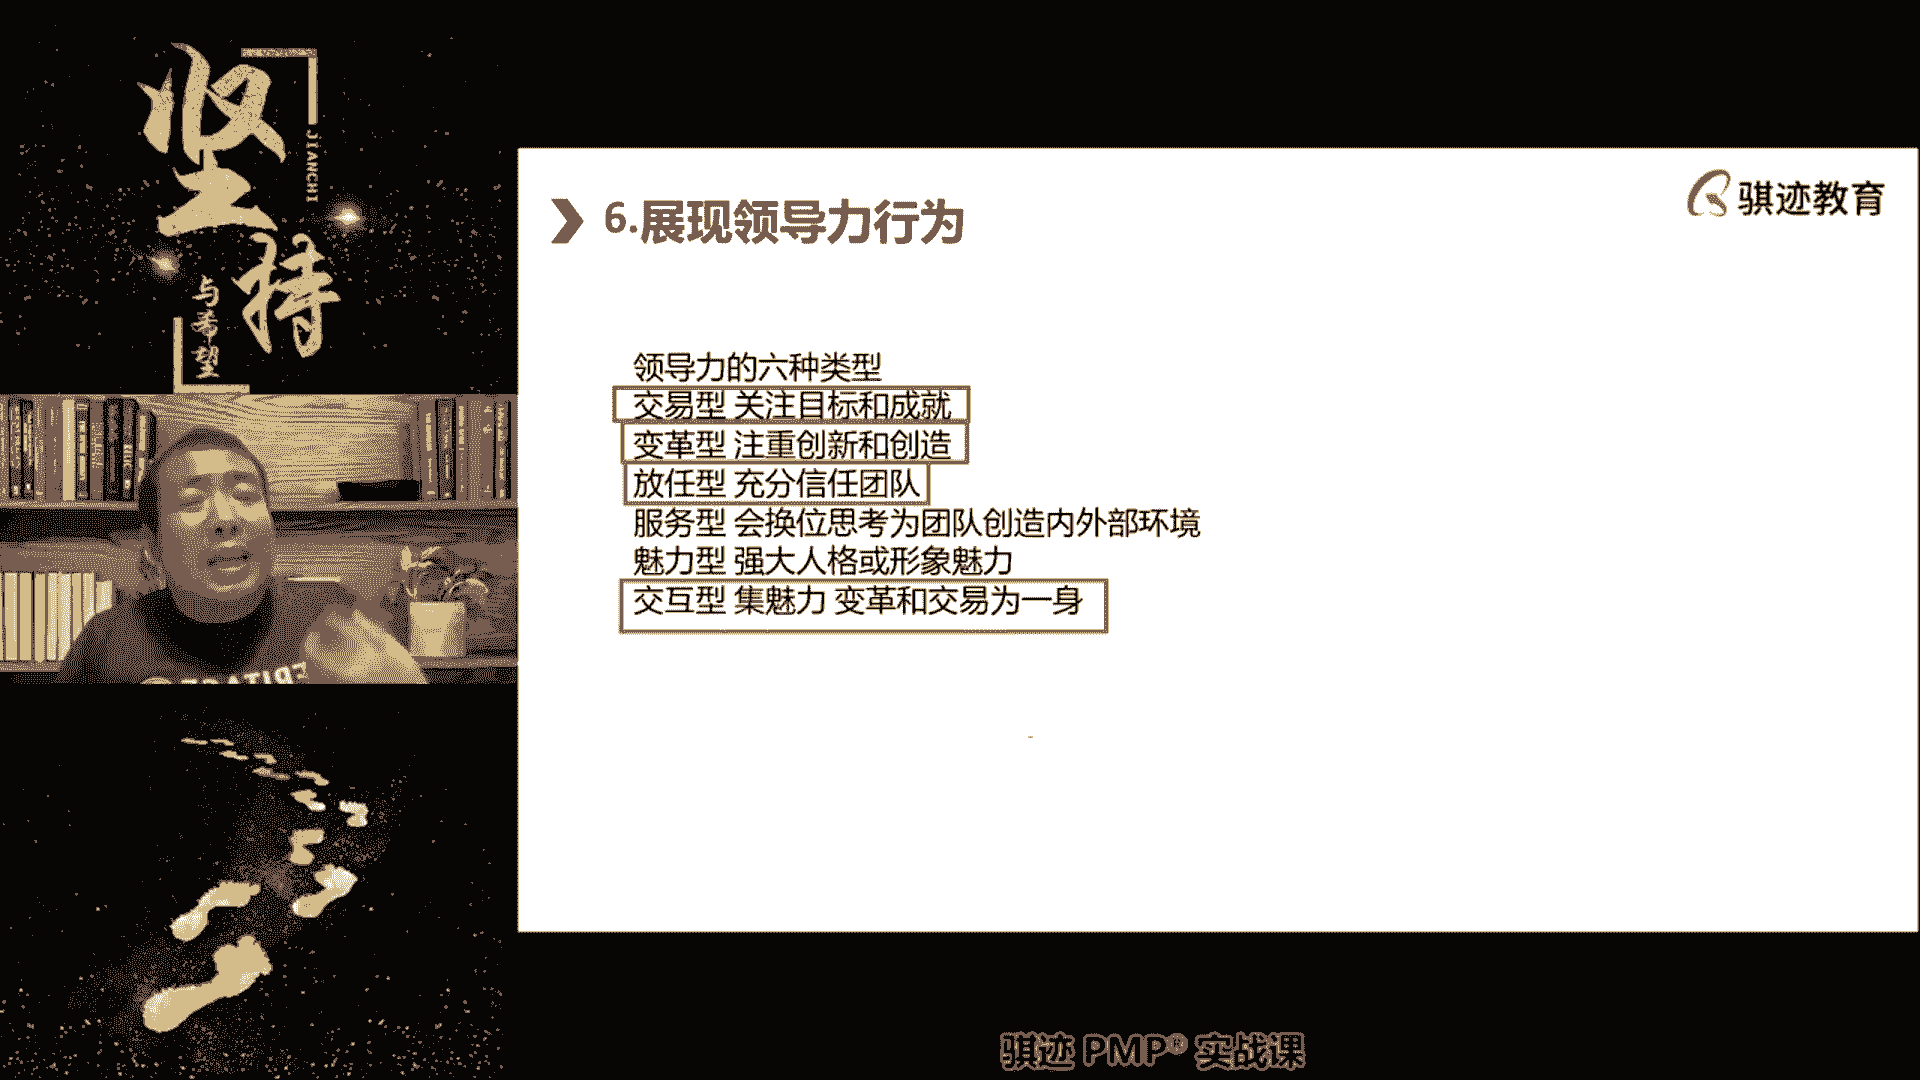 坚持
JIANCHI
与希望
骐迹教育
6.展现领导力行为
领导力的六种类型
交易型 关注目标和成就
变革型 注重创新和创造
放任型 充分信任团队
服务型 会换位思考为团队创造内外部环境
魅力型 强大人格或形象魅力
交互型 集魅力 变革和交易为一身
骐迹 PMP® 实战课